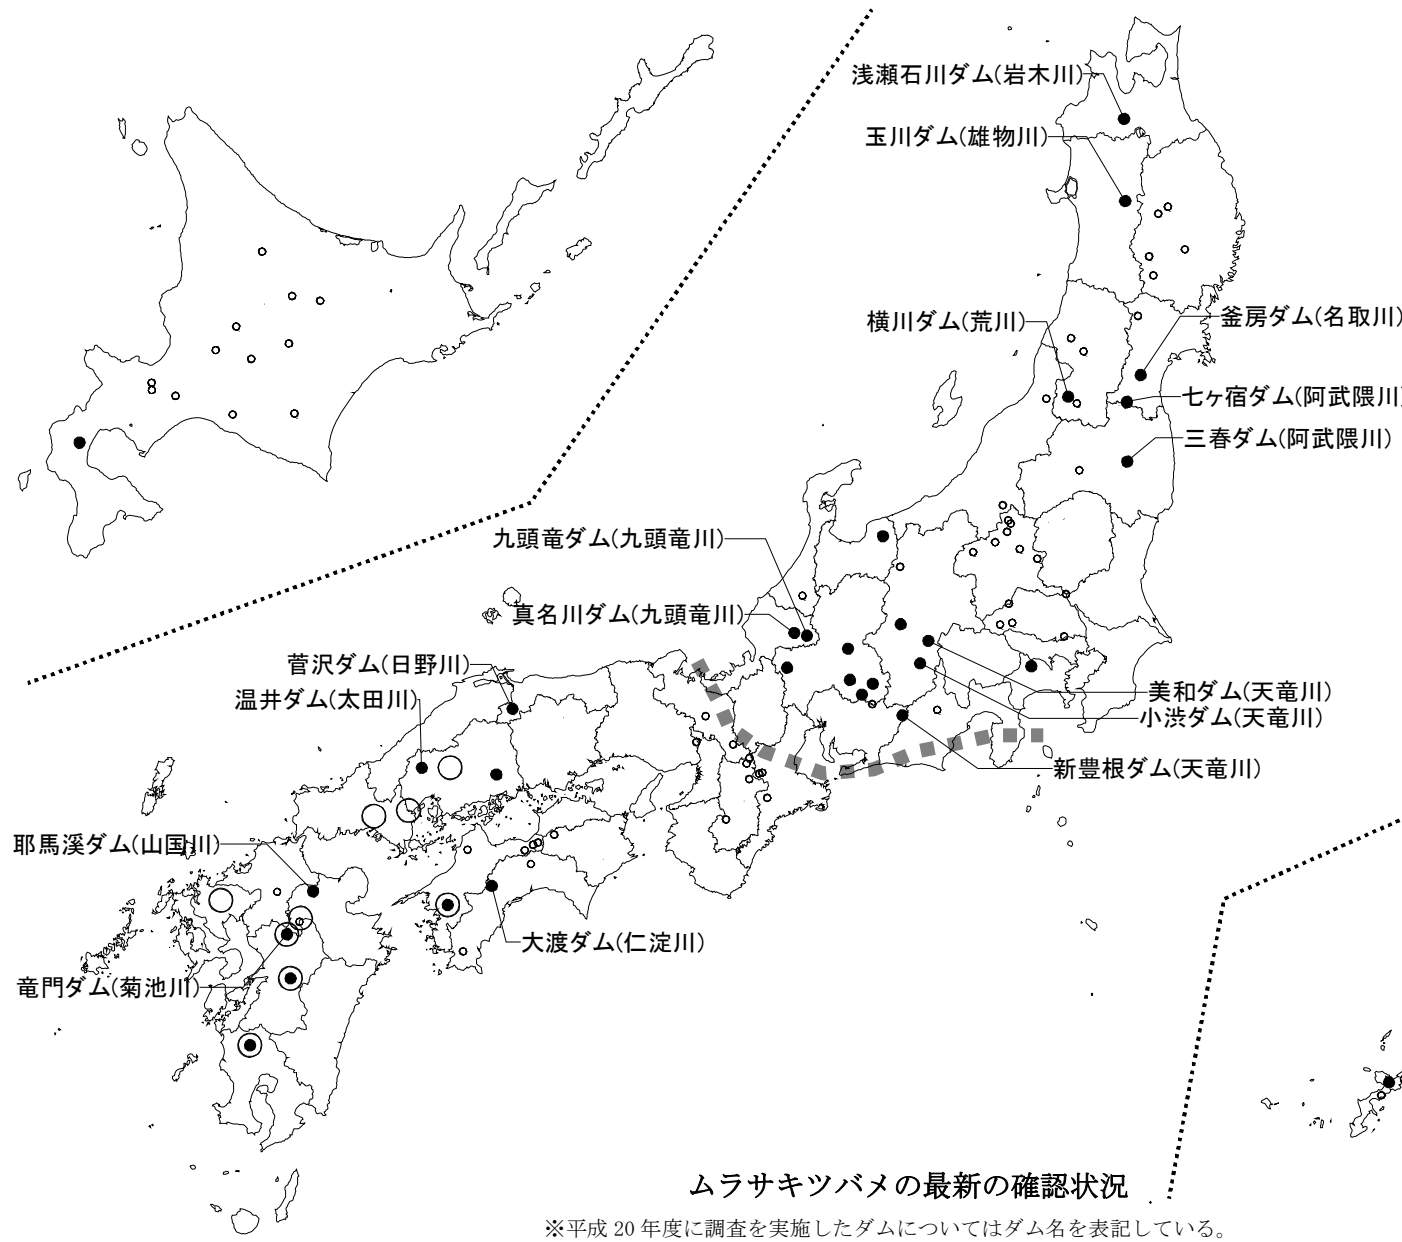 浅瀬石川ダム(岩木川)
玉川ダム(雄物川)
横川ダム(荒川)
釜房ダム(名取川)
七ヶ宿ダム(阿武隈川)
三春ダム(阿武隈川)
九頭竜ダム(九頭竜川)
真名川ダム(九頭竜川)
菅沢ダム(日野川)
温井ダム(太田川)
美和ダム(天竜川)
小渋ダム(天竜川)
新豊根ダム(天竜川)
耶馬溪ダム(山国川)
大渡ダム(仁淀川)
竜門ダム(菊池川)
ムラサキツバメの最新の確認状況
※平成 20 年度に調査を実施したダムについてはダム名を表記している。